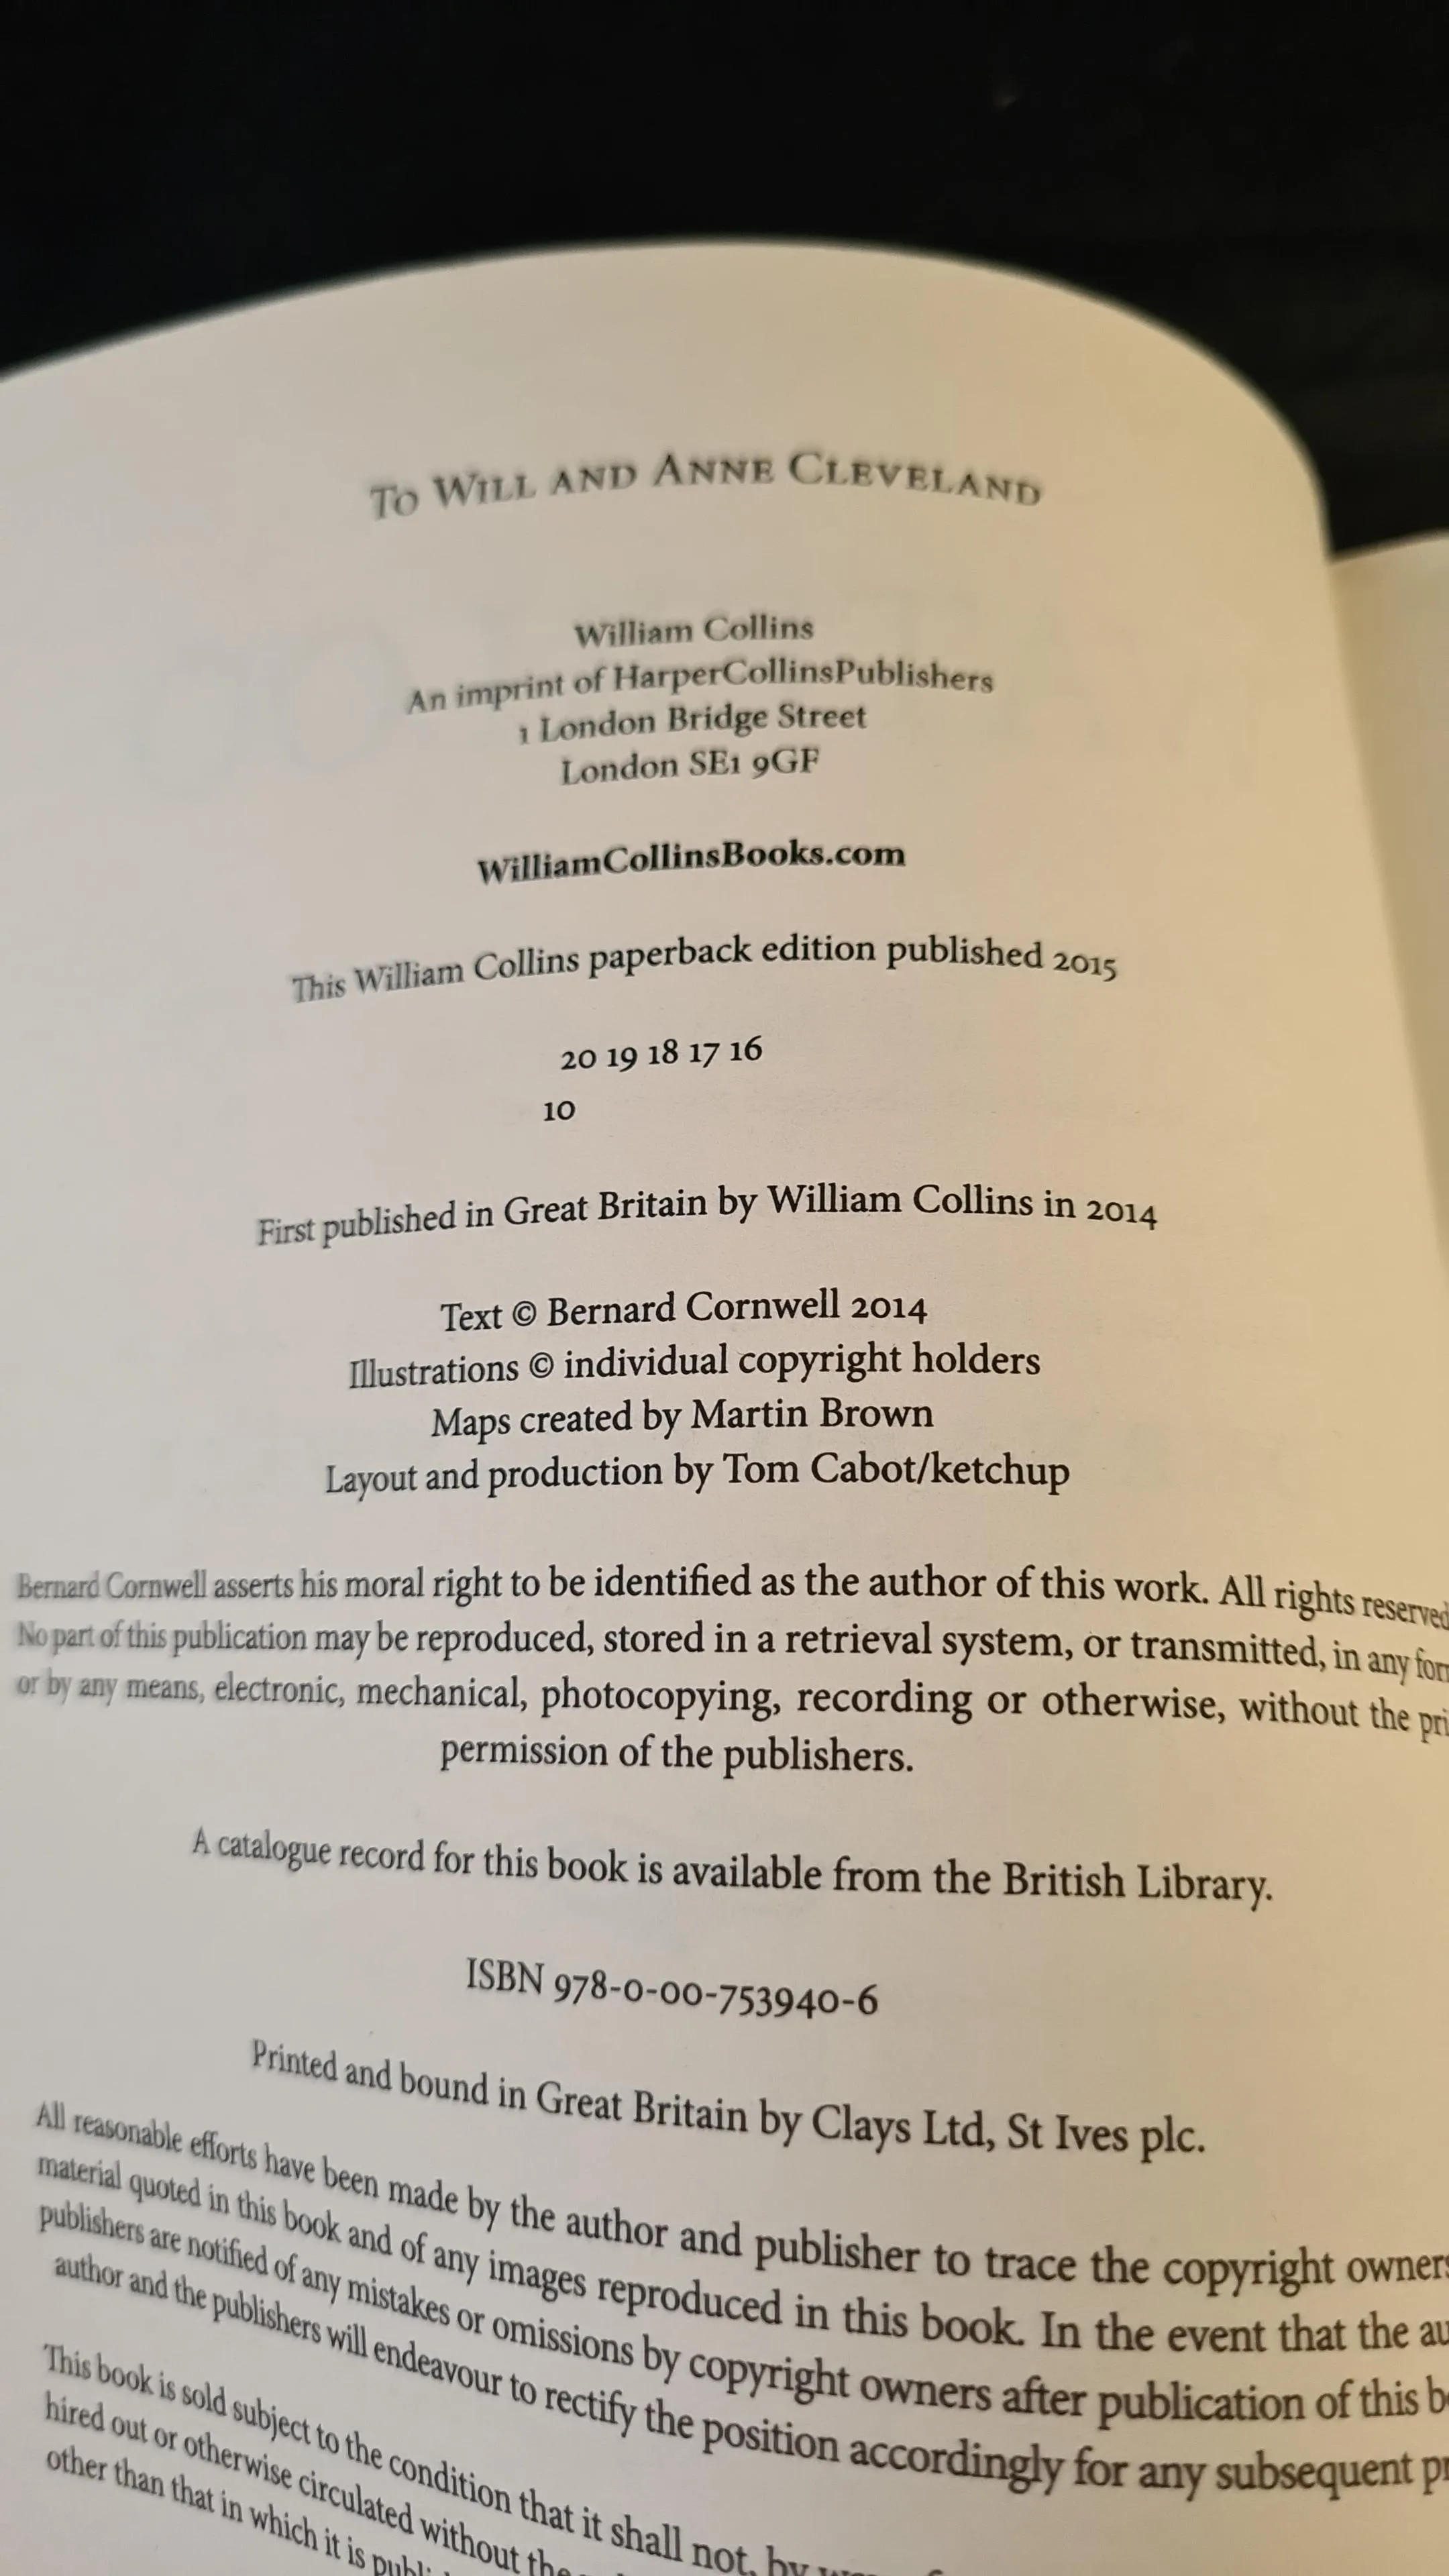 To Will and Anne Cleveland
William Collins
An imprint of HarperCollinsPublishers
1 London Bridge Street
London SE1 9GF
WilliamCollinsBooks.com
This William Collins paperback edition published 2015
20 19 18 17 16
10
First published in Great Britain by William Collins in 2014
Text © Bernard Cornwell 2014
Illustrations © individual copyright holders
Maps created by Martin Brown
Layout and production by Tom Cabot/ketchup
Bernard Cornwell asserts his moral right to be identified as the author of this work. All rights reserved
No part of this publication may be reproduced, stored in a retrieval system, or transmitted, in any
or by any means, electronic, mechanical, photocopying, recording or otherwise, without the
permission of the publishers.
A catalogue record for this book is available from the British Library.
ISBN 978-0-00-753940-6
Printed and bound in Great Britain by Clays Ltd, St Ives plc.
All reasonable efforts have been made by the author and publisher to trace the copyright owners
material quoted in this book and of any images reproduced in this book. In the event that the
publishers are notified of any mistakes or omissions by copyright owners after publication of this
author and the publishers will endeavour to rectify the position accordingly for any subsequent
This book is sold subject to the condition that it shall not, by
hired out or otherwise circulated without the
other than that in which it is